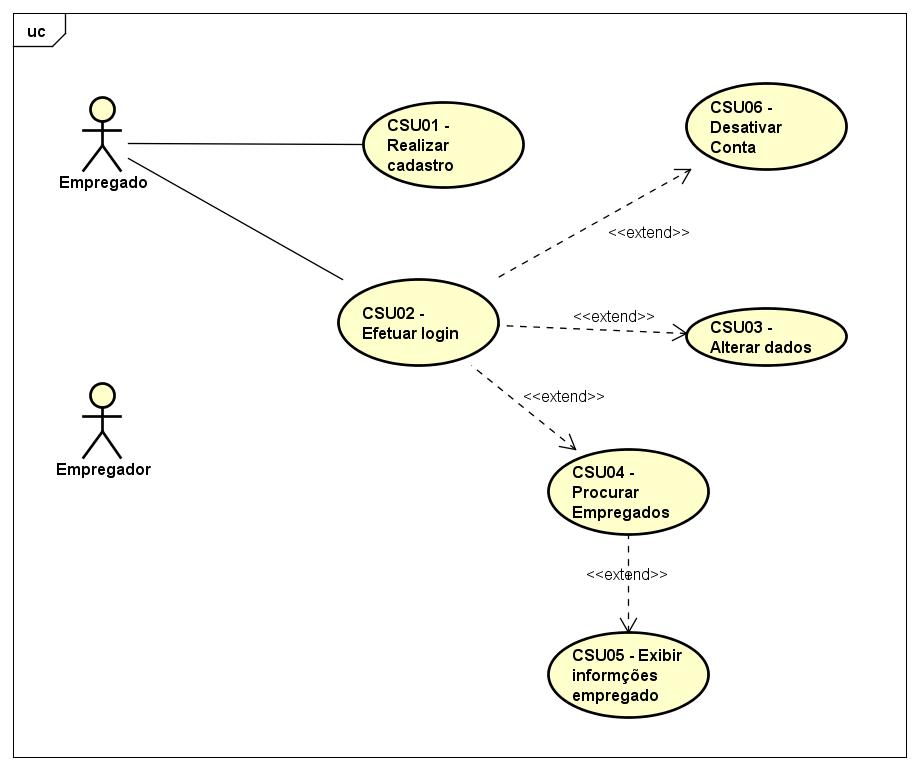 uc
Empregado
CSU01 -
Realizar
cadastro
CSU06 -
Desativar
Conta
<<extend>>
CSU02 -
Efetuar login
<<extend>>
CSU03 -
Alterar dados
<<extend>>
Empregador
CSU04 -
Procurar
Empregados
<<extend>>
CSU05 - Exibir
informções
empregado